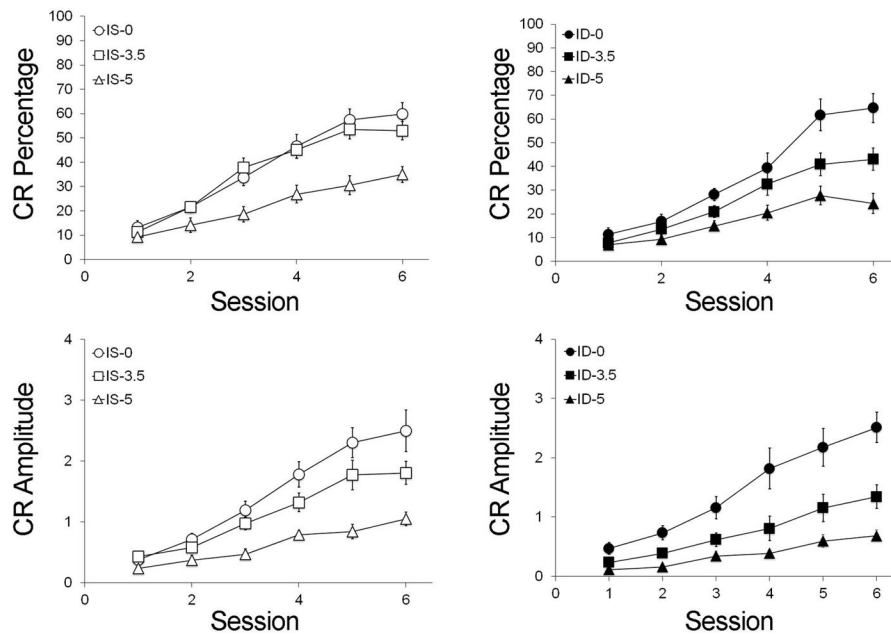 CR Percentage
100
90
80
70
60
50
40
30
20
10
0
IS-0
IS-3.5
IS-5
0 2 4 6
Session
CR Percentage
100
90
80
70
60
50
40
30
20
10
0
ID-0
ID-3.5
ID-5
0 1 2 3 4 5 6
Session
CR Amplitude
4
3
2
1
0
IS-0
IS-3.5
IS-5
0 2 4 6
Session
CR Amplitude
4
3
2
1
0
ID-0
ID-3.5
ID-5
0 1 2 3 4 5 6
Session